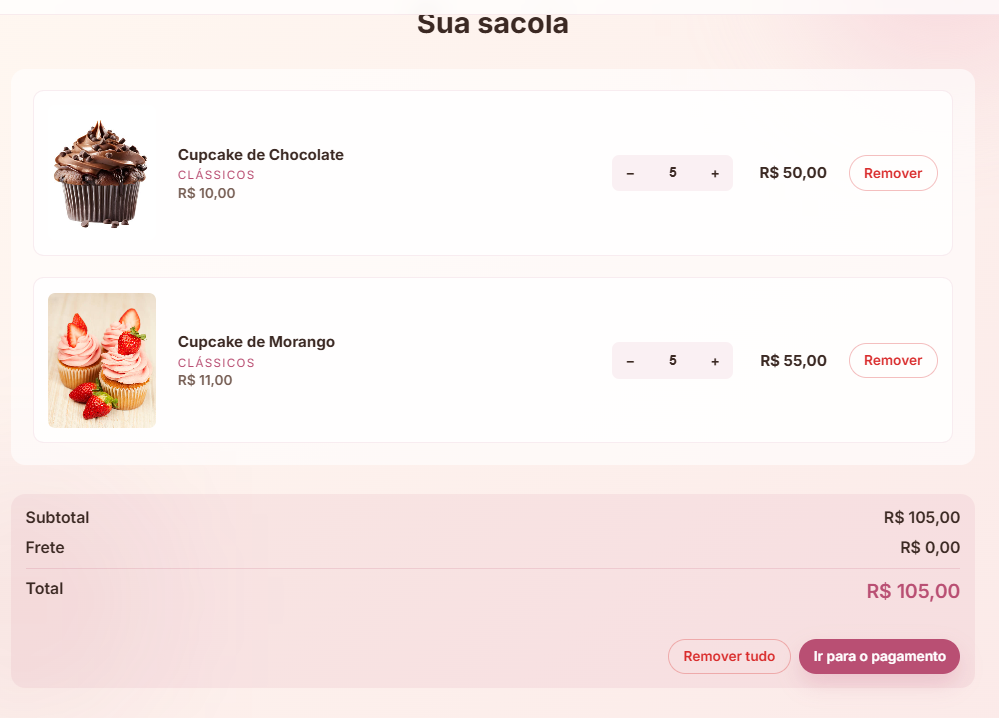 Sua sacola
Cupcake de Chocolate
CLÁSSICOS
R$ 10,00
− 5 + R$ 50,00 Remover
Cupcake de Morango
CLÁSSICOS
R$ 11,00
− 5 + R$ 55,00 Remover
Subtotal R$ 105,00
Frete R$ 0,00
Total R$ 105,00
Remover tudo Ir para o pagamento